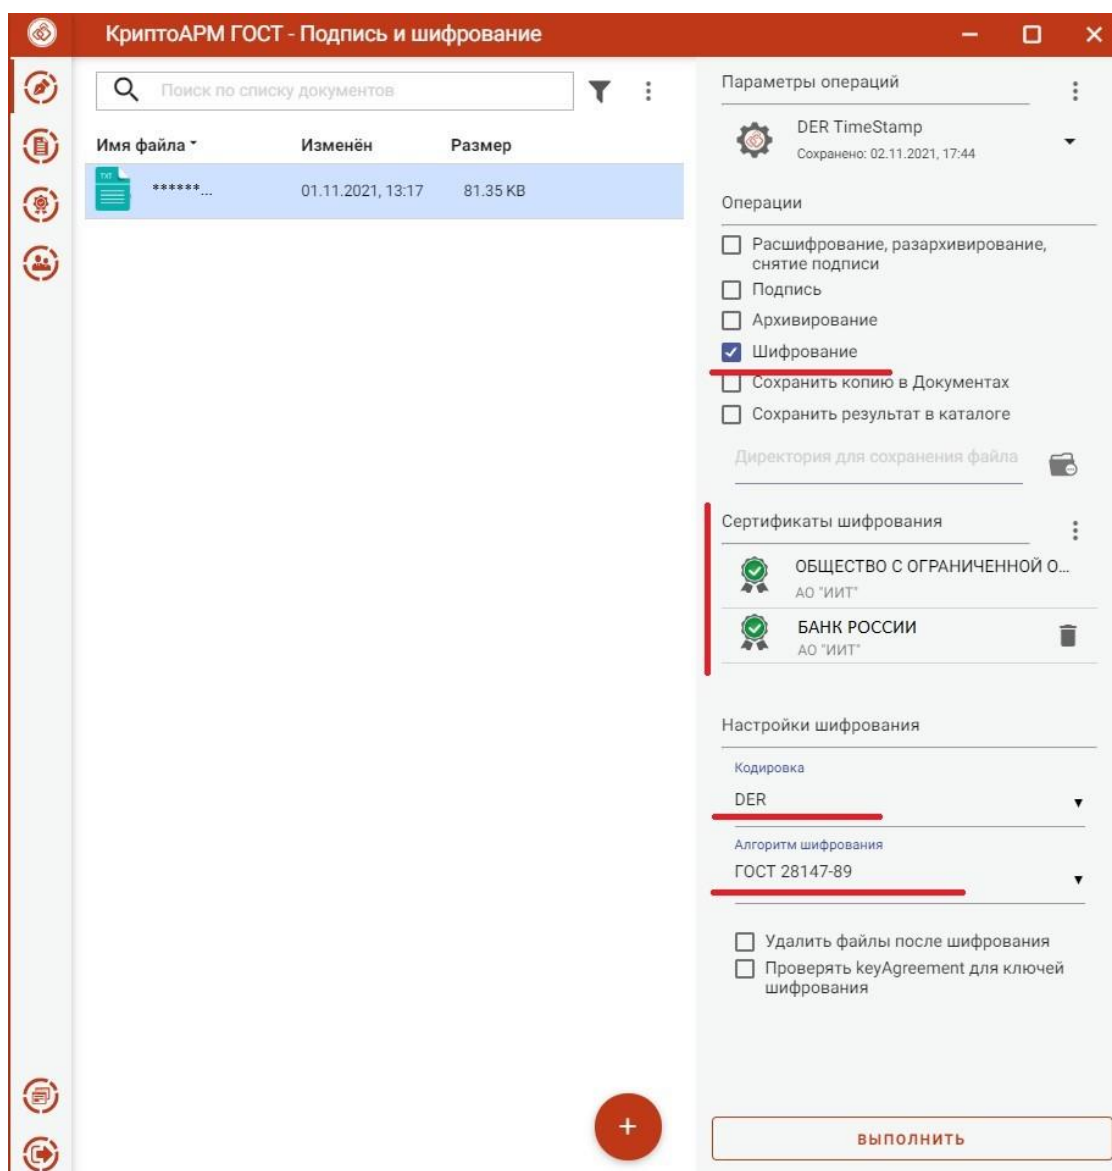 КриптоАРМ ГОСТ - Подпись и шифрование
Поиск по списку документов
Имя файла Изменён Размер
TXT ******... 01.11.2021, 13:17 81.35 KB
Параметры операций
DER TimeStamp
Сохранено: 02.11.2021, 17:44
Операции
Расшифрование, разархивирование,
снятие подписи
Подпись
Архивирование
Шифрование
Сохранить копию в Документах
Сохранить результат в каталоге
Директория для сохранения файла
Сертификаты шифрования
ОБЩЕСТВО С ОГРАНИЧЕННОЙ О...
АО "ИИТ"
БАНК РОССИИ
АО "ИИТ"
Настройки шифрования
Кодировка
DER
Алгоритм шифрования
ГОСТ 28147-89
Удалить файлы после шифрования
Проверять keyAgreement для ключей
шифрования
ВЫПОЛНИТЬ